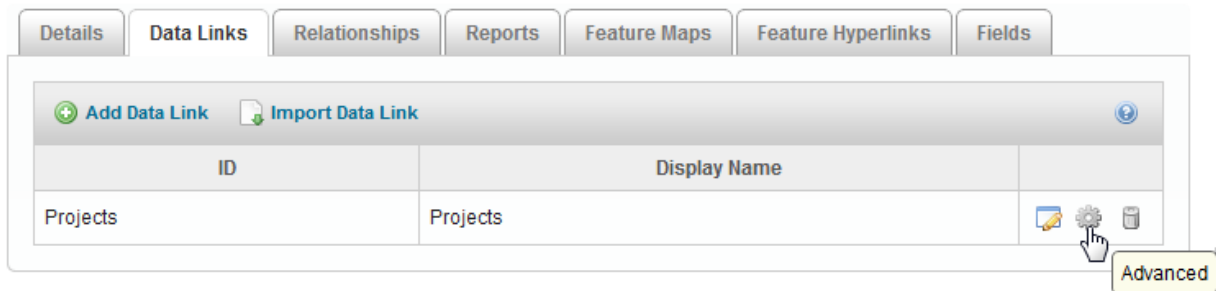 Details Data Links Relationships Reports Feature Maps Feature Hyperlinks Fields
Add Data Link Import Data Link ?
ID Display Name
Projects Projects
Advanced